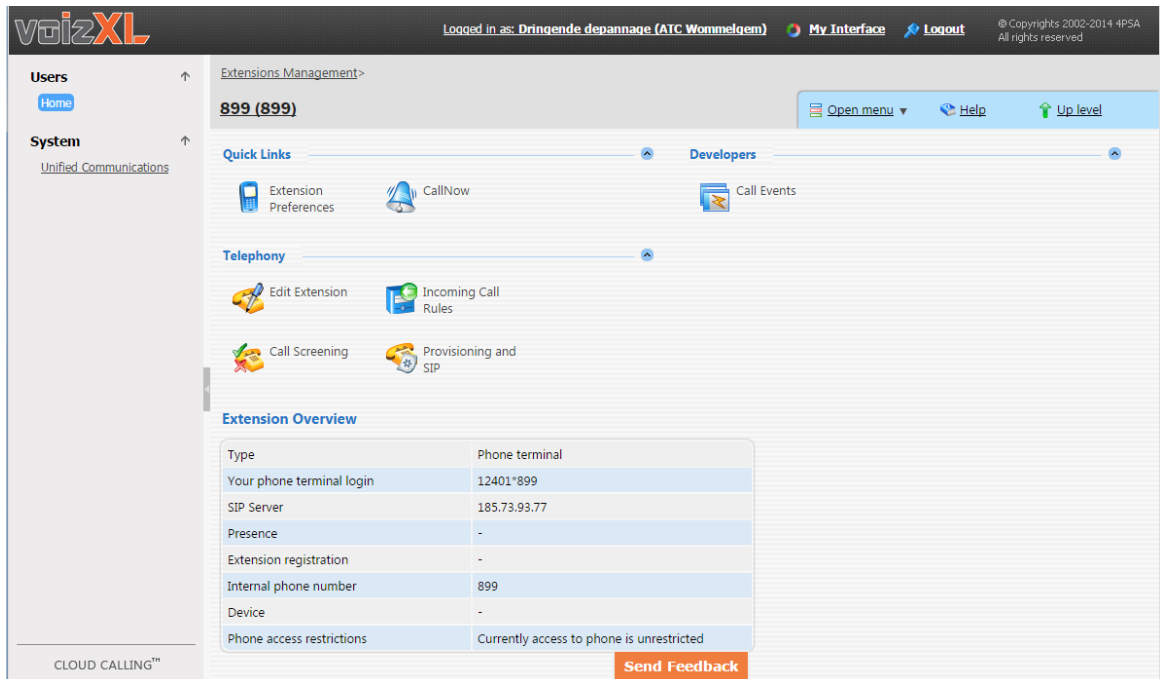 voizXL
Logged in as: Dringende depannage (ATC Wommelgem)
My Interface
Logout
© Copyrights 2002-2014 4PSA
All rights reserved
Users
Home
System
Unified Communications
Extensions Management>
899 (899)
Open menu
Help
Up level
Quick Links
Developers
Extension
Preferences
CallNow
Call Events
Telephony
Edit Extension
Incoming Call
Rules
Call Screening
Provisioning and
SIP
Extension Overview
Type Phone terminal
Your phone terminal login 12401*899
SIP Server 185.73.93.77
Presence -
Extension registration -
Internal phone number 899
Device -
Phone access restrictions Currently access to phone is unrestricted
Send Feedback
CLOUD CALLING™